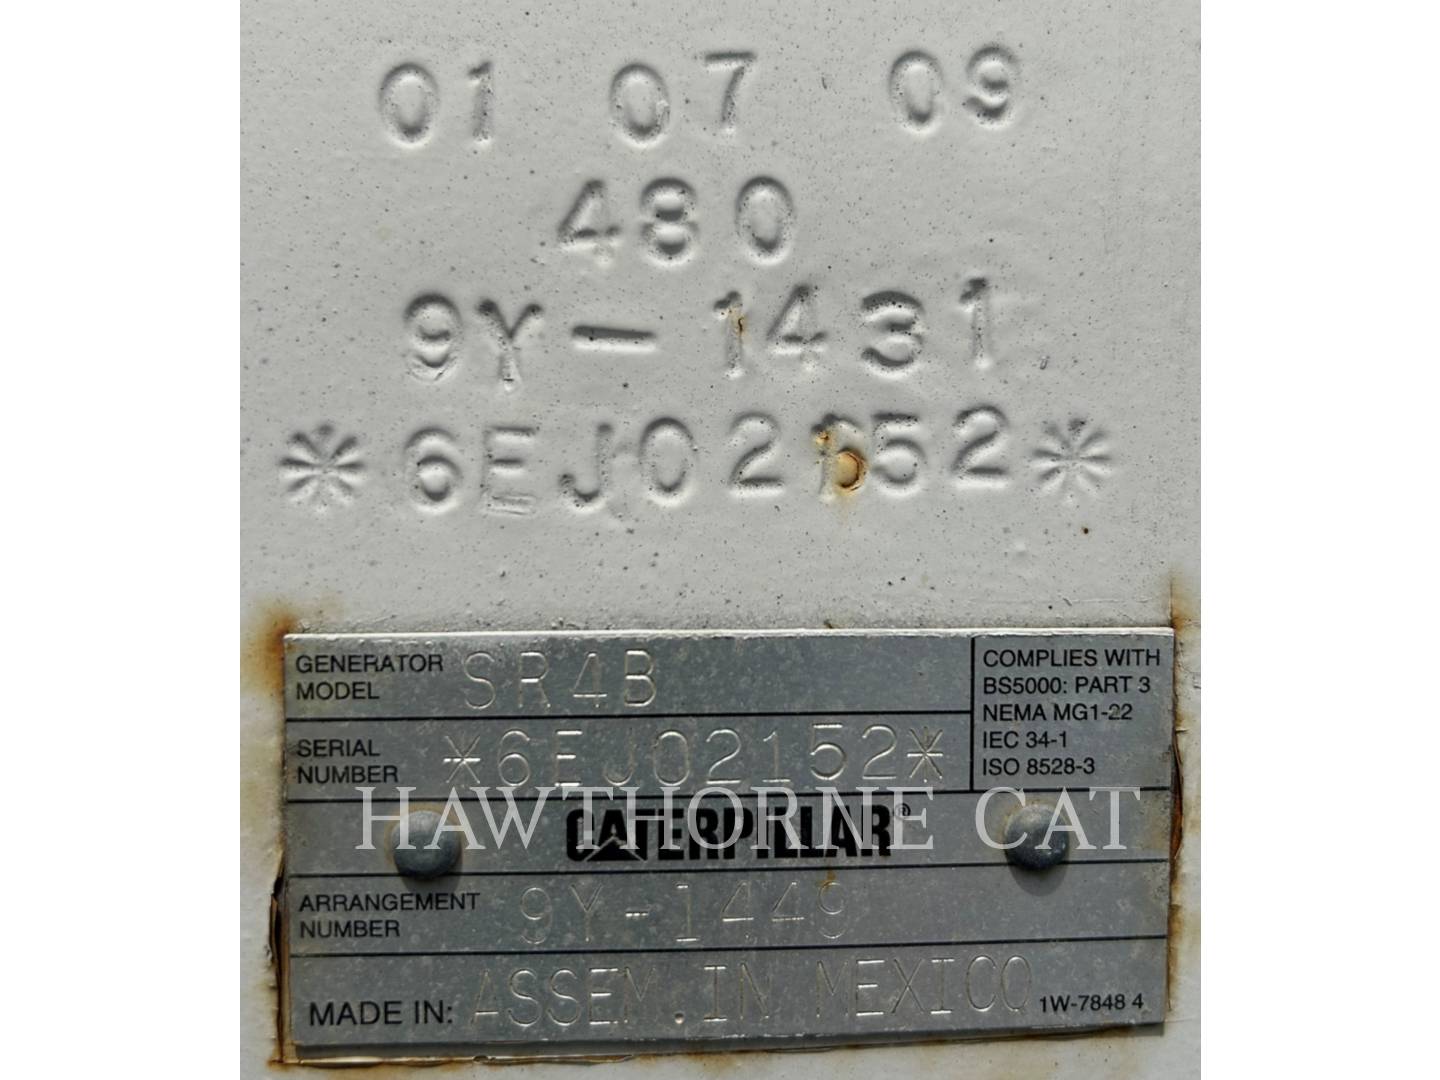 01 07 09
480
9Y-1431
*6EJ02152*
GENERATOR MODEL SR4B
SERIAL NUMBER *6EJ02152*
COMPLIES WITH
BS5000: PART 3
NEMA MG1-22
IEC 34-1
ISO 8528-3
HAWTHORNE CAT
CATERPILLAR®
ARRANGEMENT NUMBER 9Y-1449
MADE IN: ASSEM.IN MEXICO 1W-7848 4